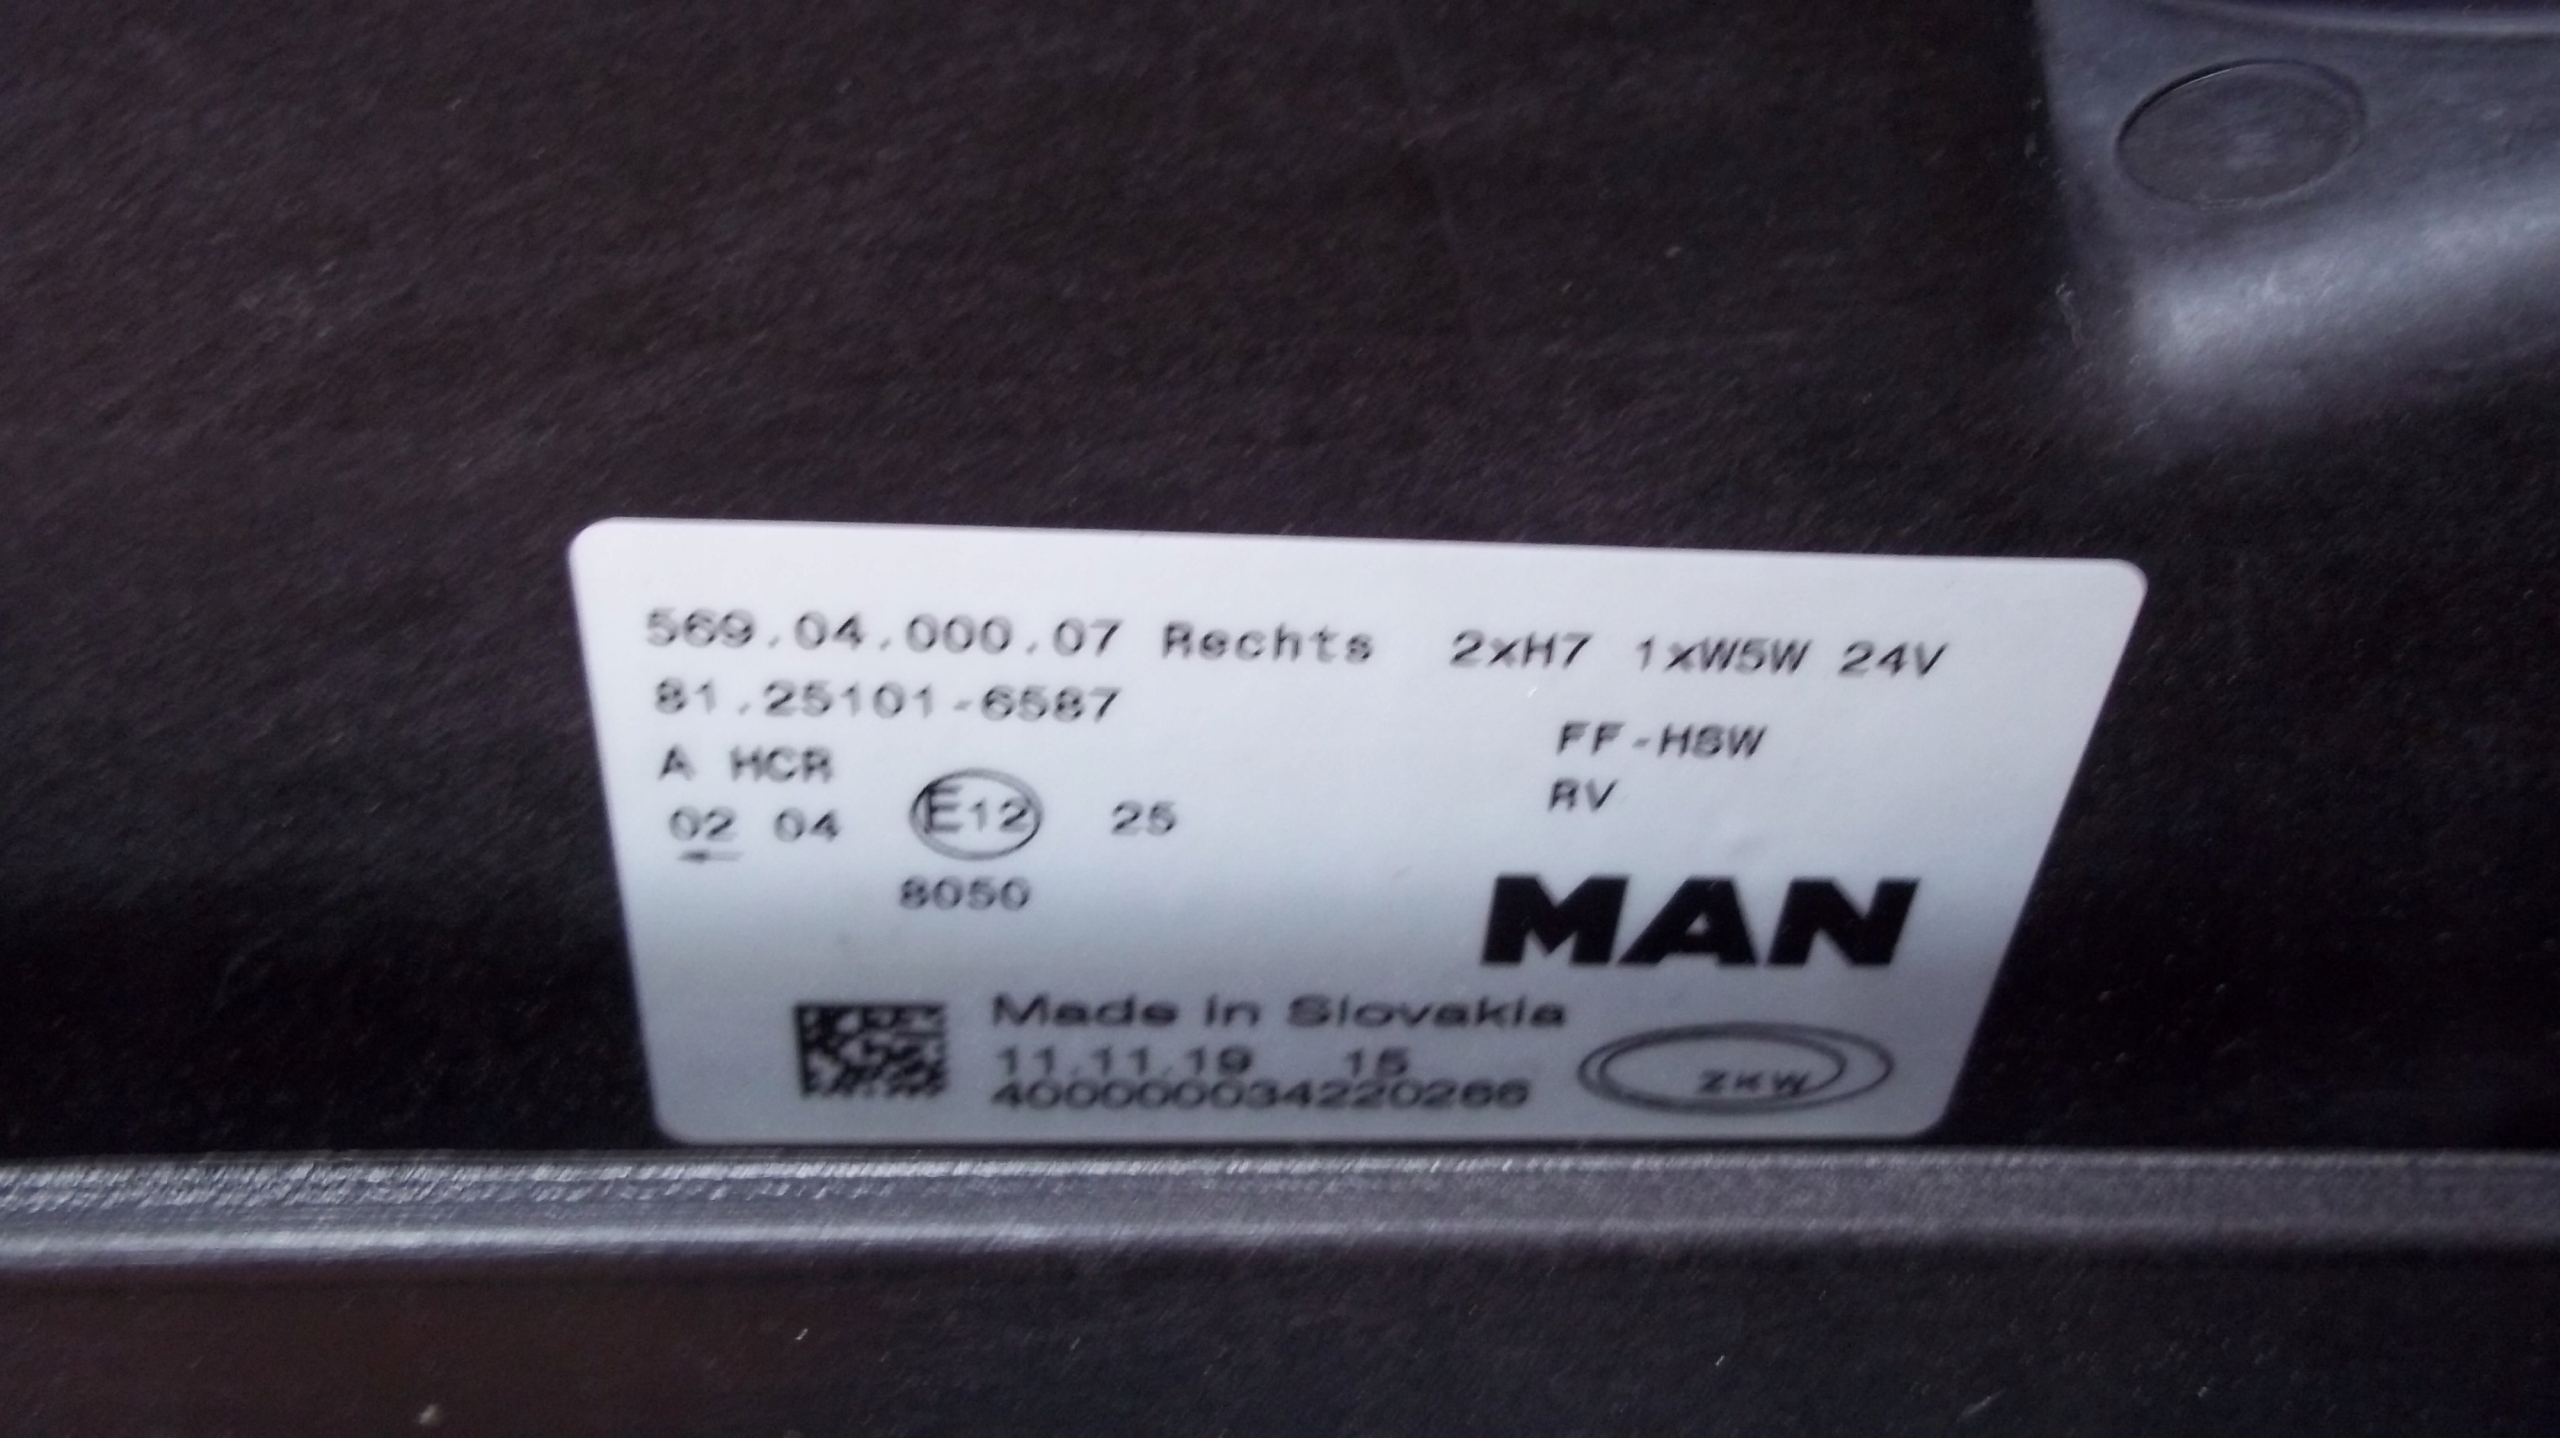 569.04.000.07 Rechts 2xH7 1xW5W 24V
81.25101-6587
FF-HSW
A HCR
RV
02 04 E12 25
8050
MAN
Made in Slovakia
11.11.19 15
4000000034220266
ZKW